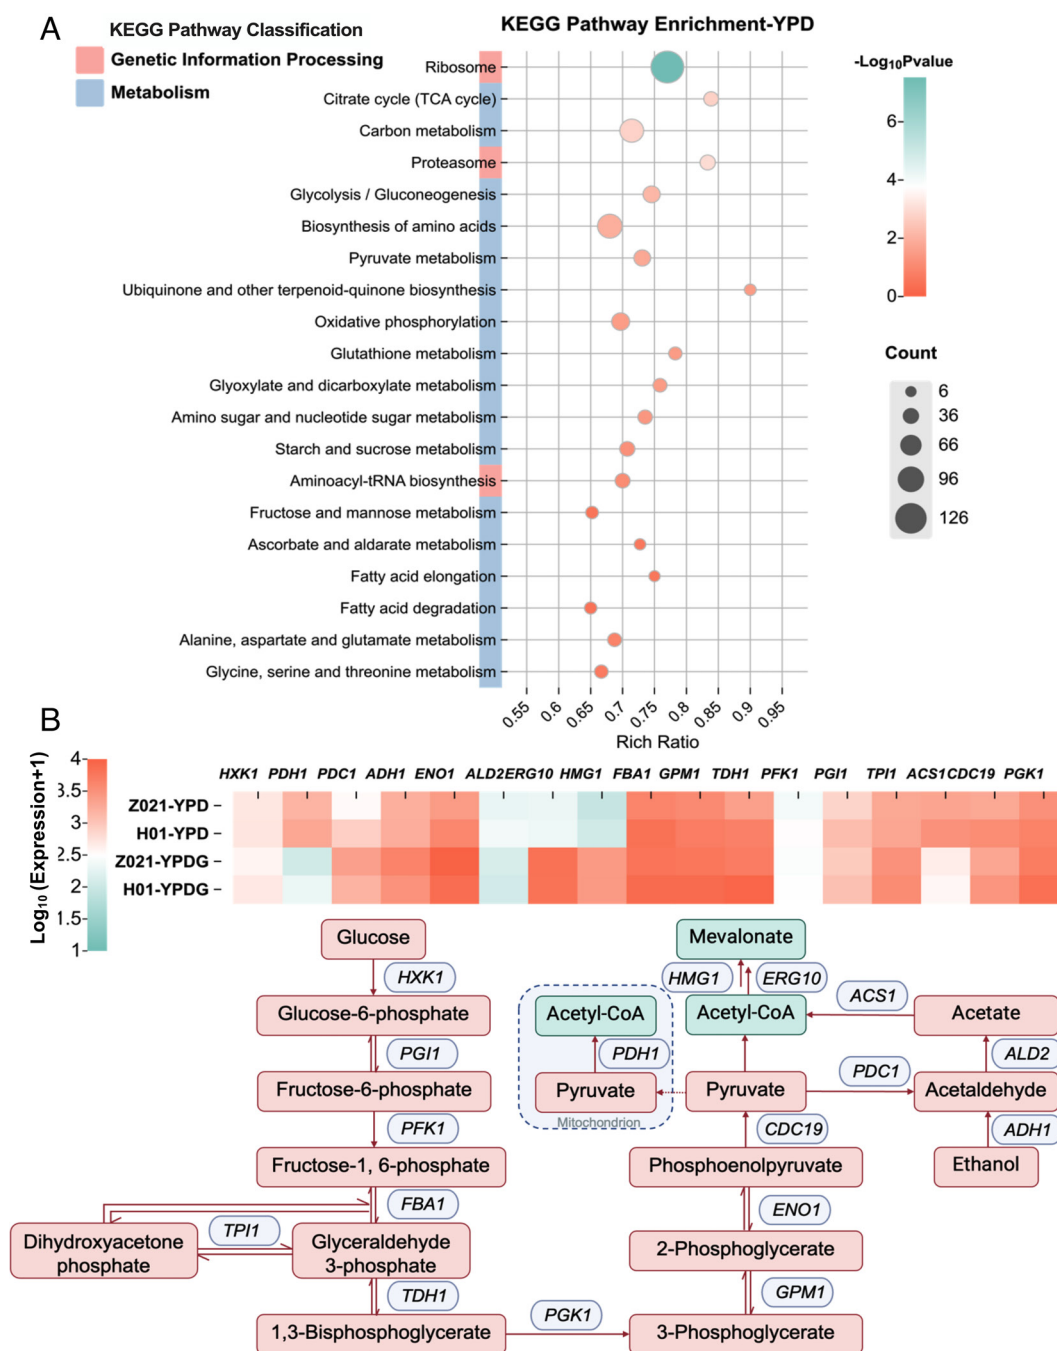 A
KEGG Pathway Classification
Genetic Information Processing
Metabolism
KEGG Pathway Enrichment-YPD
Ribosome
Citrate cycle (TCA cycle)
Carbon metabolism
Proteasome
Glycolysis / Gluconeogenesis
Biosynthesis of amino acids
Pyruvate metabolism
Ubiquinone and other terpenoid-quinone biosynthesis
Oxidative phosphorylation
Glutathione metabolism
Glyoxylate and dicarboxylate metabolism
Amino sugar and nucleotide sugar metabolism
Starch and sucrose metabolism
Aminoacyl-tRNA biosynthesis
Fructose and mannose metabolism
Ascorbate and aldarate metabolism
Fatty acid elongation
Fatty acid degradation
Alanine, aspartate and glutamate metabolism
Glycine, serine and threonine metabolism
0.55 0.6 0.65 0.7 0.75 0.8 0.85 0.9 0.95
Rich Ratio
-Log₁₀Pvalue
6
4
2
0
Count
6
36
66
96
126
B
Log₁₀ (Expression+1)
4
3.5
3
2.5
2
1.5
1
HXK1 PDH1 PDC1 ADH1 ENO1 ALD2 ERG10 HMG1 FBA1 GPM1 TDH1 PFK1 PGI1 TPI1 ACS1 CDC19 PGK1
Z021-YPD
H01-YPD
Z021-YPDG
H01-YPDG
Glucose
HXK1
Glucose-6-phosphate
PGI1
Fructose-6-phosphate
PFK1
Fructose-1, 6-phosphate
FBA1
TPI1
Dihydroxyacetone
phosphate
Glyceraldehyde
3-phosphate
TDH1
1,3-Bisphosphoglycerate
PGK1
3-Phosphoglycerate
GPM1
2-Phosphoglycerate
ENO1
Phosphoenolpyruvate
CDC19
Pyruvate
Pyruvate
Mitochondrion
PDH1
Acetyl-CoA
Acetyl-CoA
HMG1
ERG10
Mevalonate
ACS1
Acetate
ALD2
PDC1
Acetaldehyde
ADH1
Ethanol